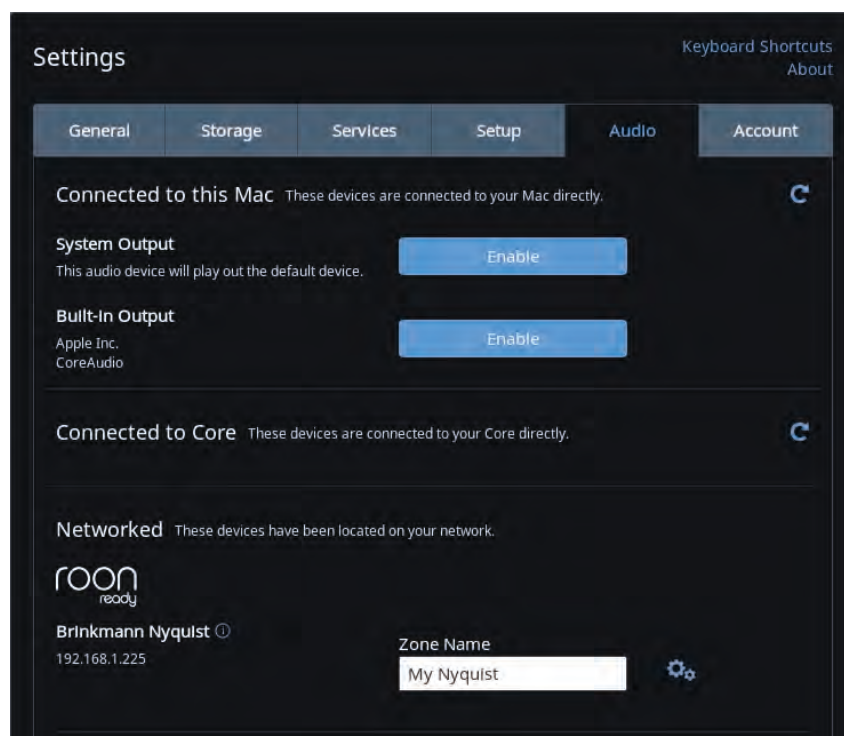 Settings
Keyboard Shortcuts
About
General Storage Services Setup Audio Account
Connected to this Mac These devices are connected to your Mac directly.
System Output
This audio device will play out the default device.
Enable
Built-in Output
Apple Inc.
CoreAudio
Enable
Connected to Core These devices are connected to your Core directly.
Networked These devices have been located on your network.
roon
ready
Brinkmann Nyquist
192.168.1.225
Zone Name
My Nyquist